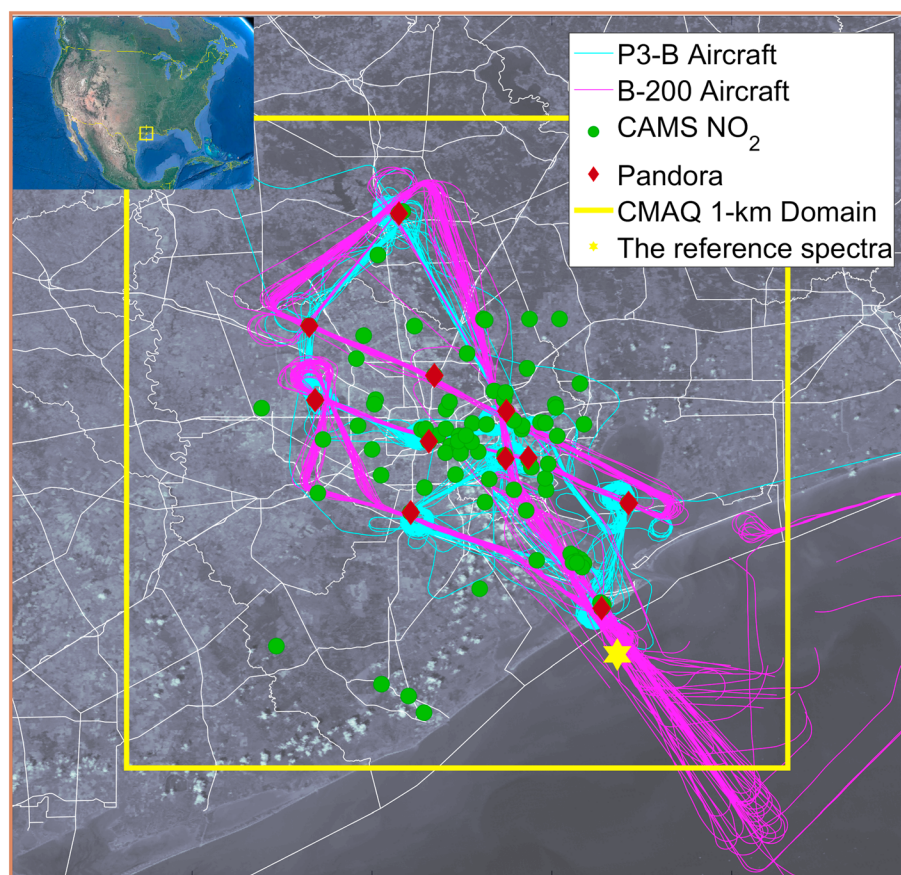 P3-B Aircraft
B-200 Aircraft
CAMS NO₂
Pandora
CMAQ 1-km Domain
The reference spectra